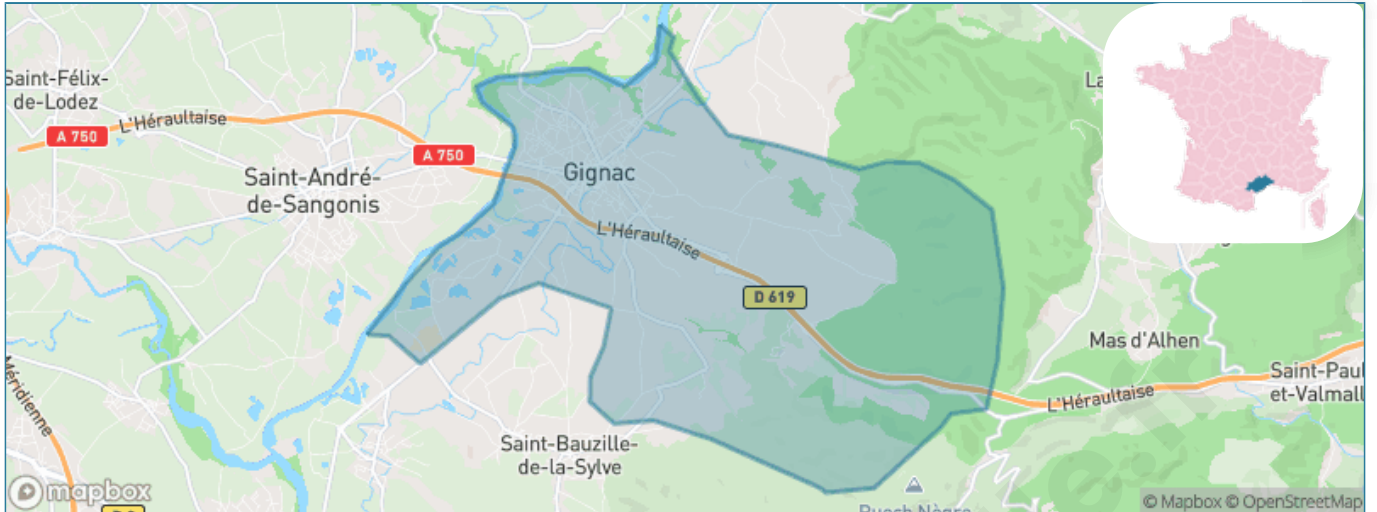 Saint-Félix-
de-Lodez
L'Héraultaise
A 750
A 750
Saint-André-
de-Sangonis
Gignac
L'Héraultaise
D 619
La
Mas d'Alhen
Saint-Paul
et-Valmall
L'Héraultaise
Méridienne
Saint-Bauzille-
de-la-Sylve
mapbox
© Mapbox © OpenStreetMap